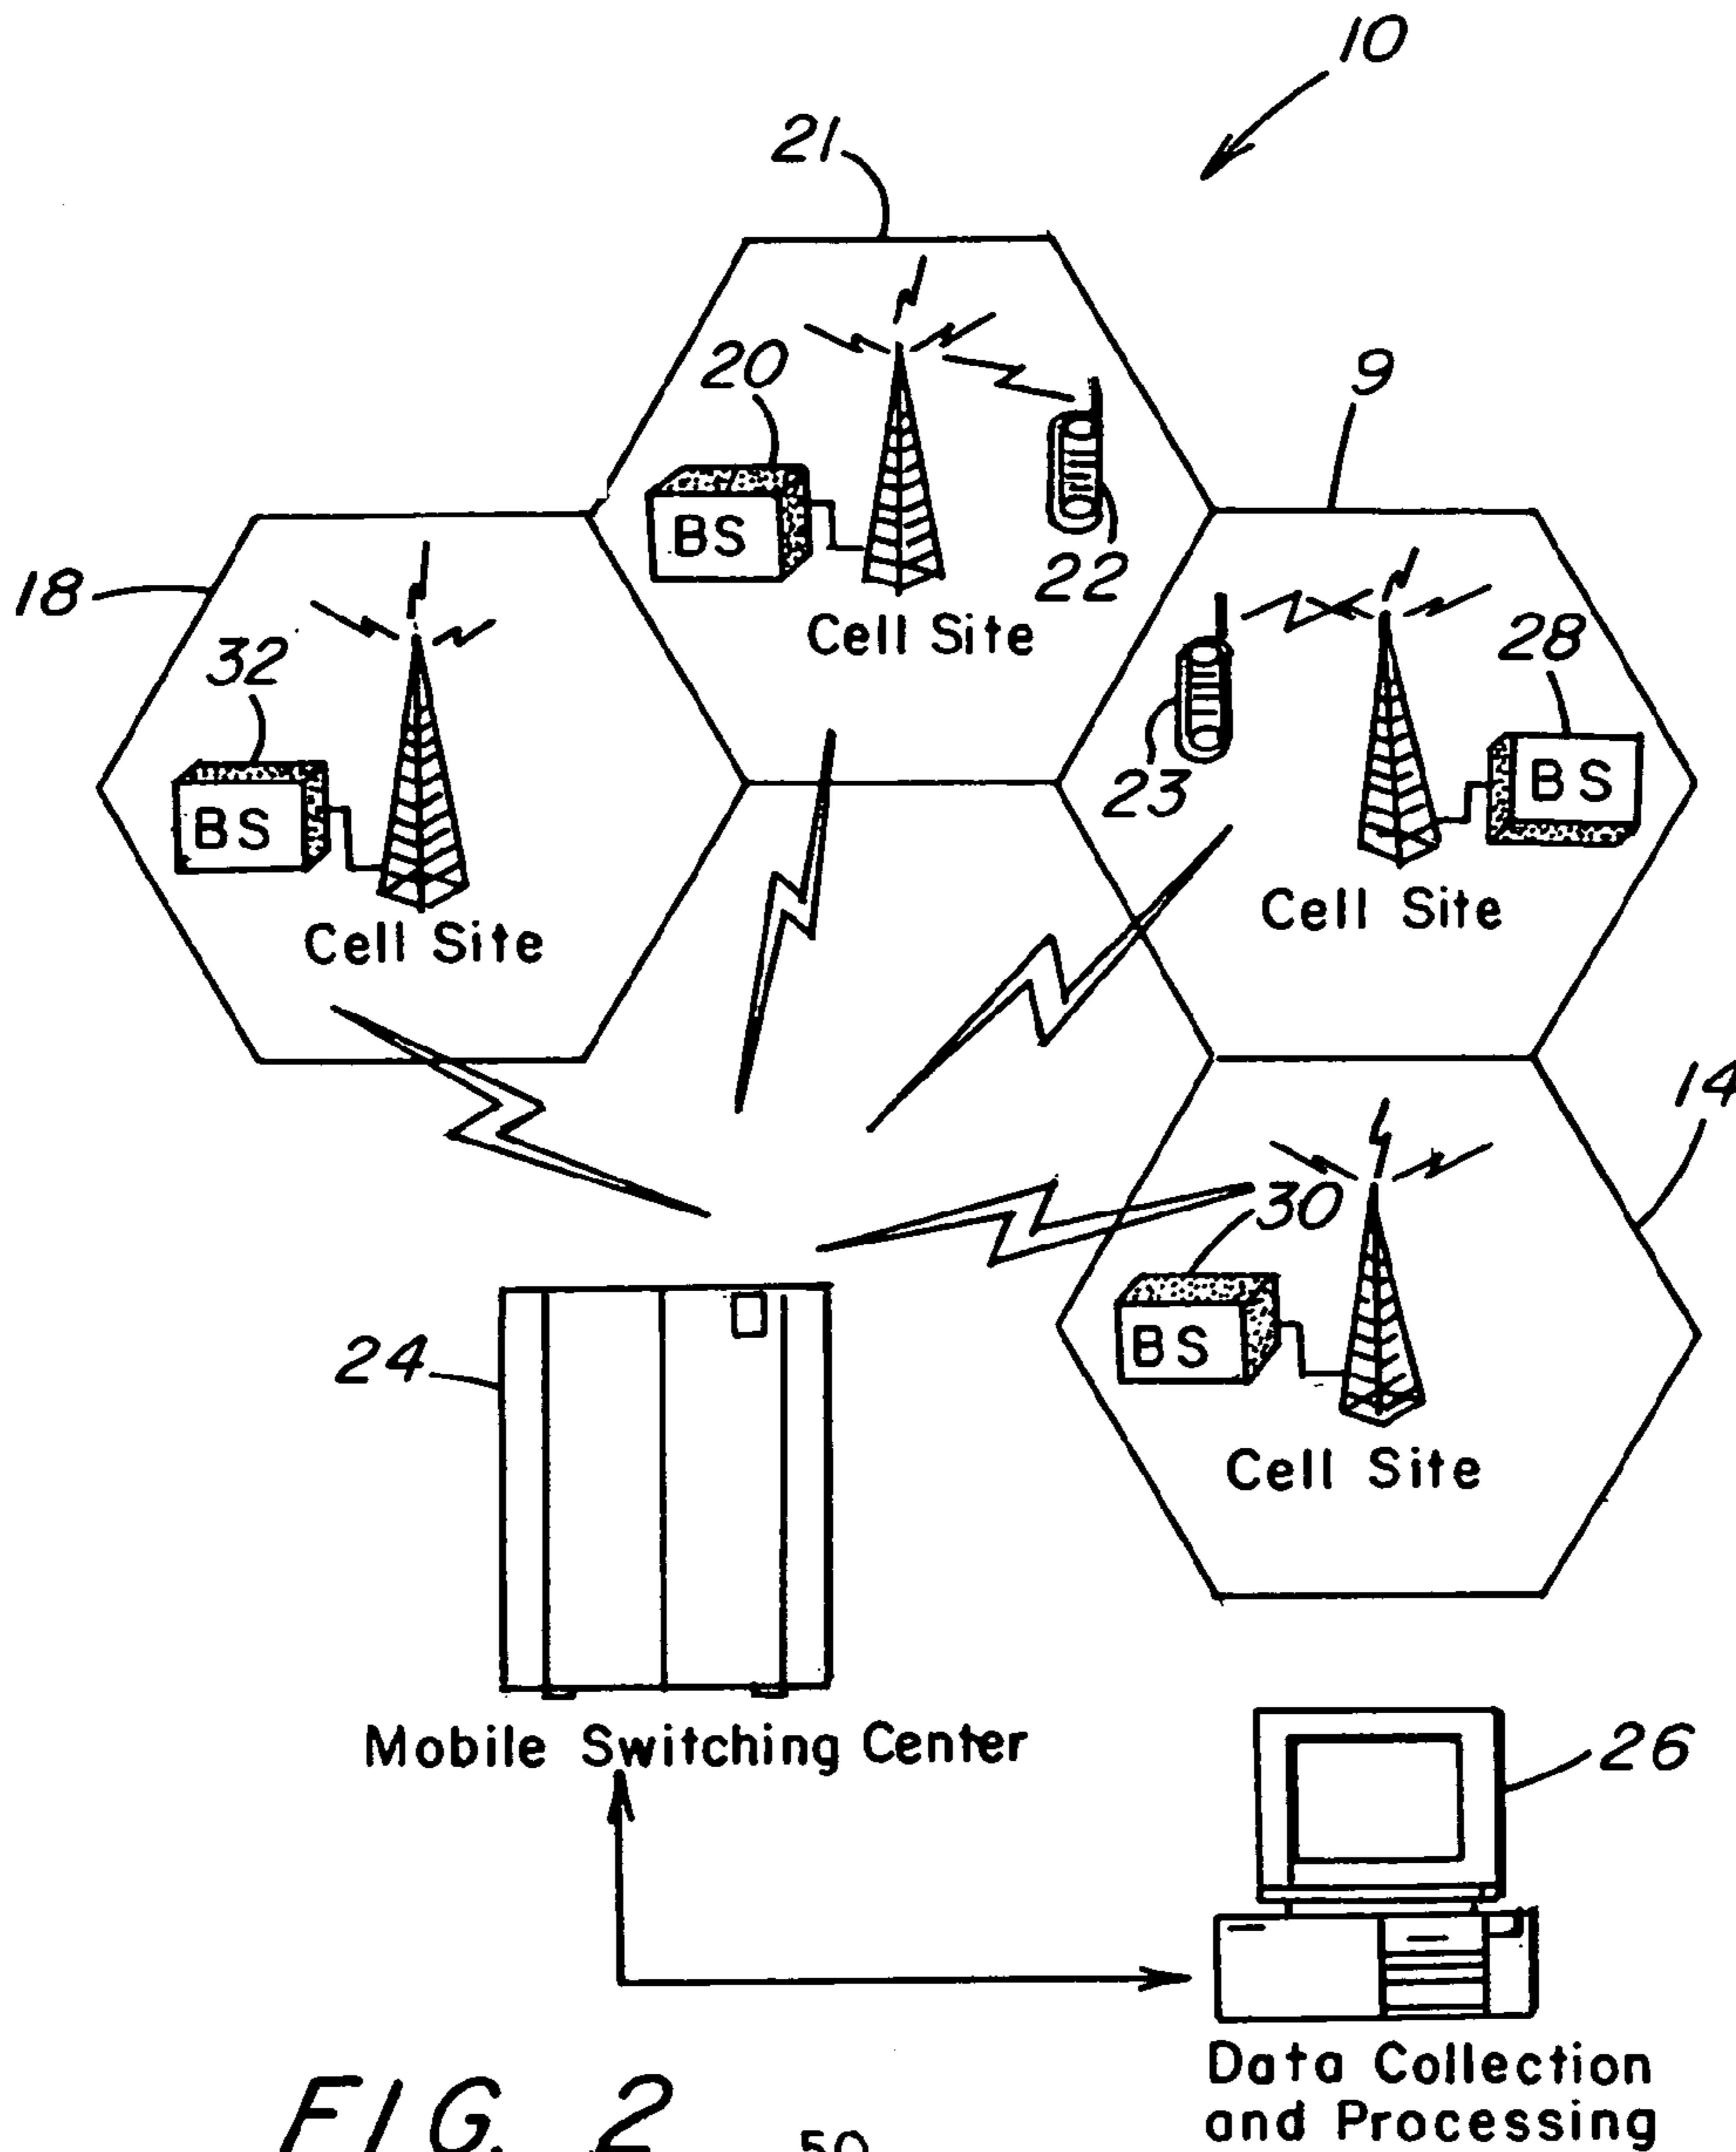 10
21
9
20
BS
22
Cell Site
18
32
BS
Cell Site
23
28
BS
Cell Site
14
30
BS
Cell Site
24
Mobile Switching Center
26
Data Collection
and Processing
FIG. 2
50